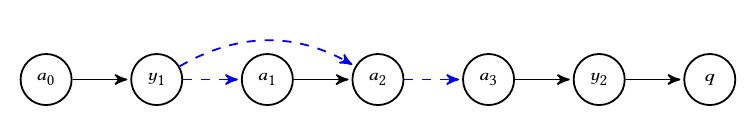 a₀ y₁ a₁ a₂ a₃ y₂ q